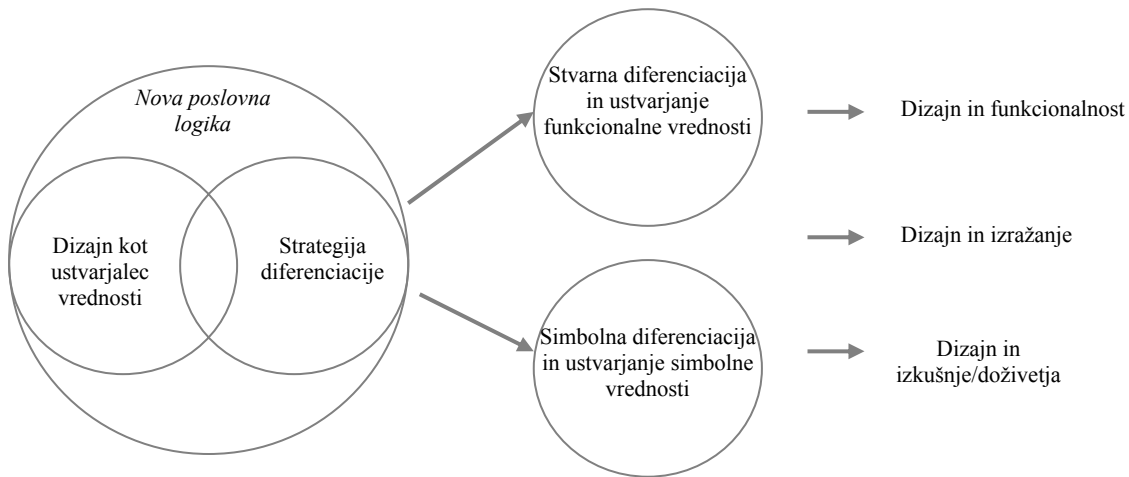 Nova poslovna
logika
Dizajn kot
ustvarjalec
vrednosti
Strategija
diferenciacije
Stvarna diferenciacija
in ustvarjanje
funkcionalne vrednosti
Simbolna diferenciacija
in ustvarjanje simbolne
vrednosti
Dizajn in funkcionalnost
Dizajn in izražanje
Dizajn in
izkušnje/doživetja